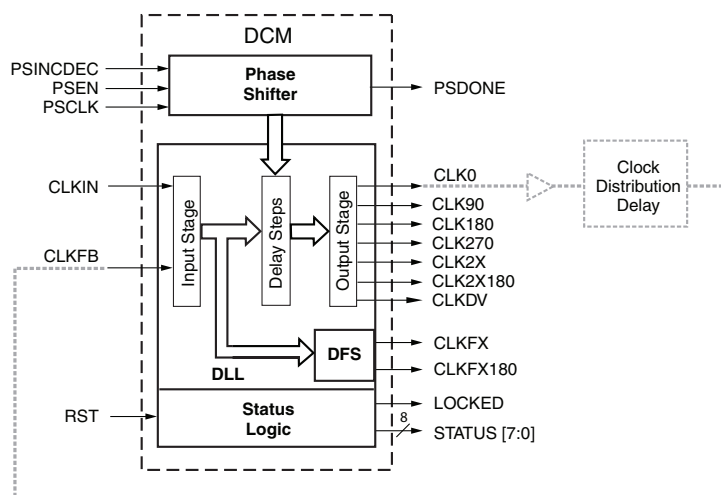 DCM
PSINCDEC
PSEN
PSCLK
Phase
Shifter
PSDONE
CLKIN
CLKFB
Input Stage
Delay Steps
Output Stage
CLK0
CLK90
CLK180
CLK270
CLK2X
CLK2X180
CLKDV
Clock
Distribution
Delay
DLL
DFS
CLKFX
CLKFX180
RST
Status
Logic
LOCKED
8
STATUS [7:0]